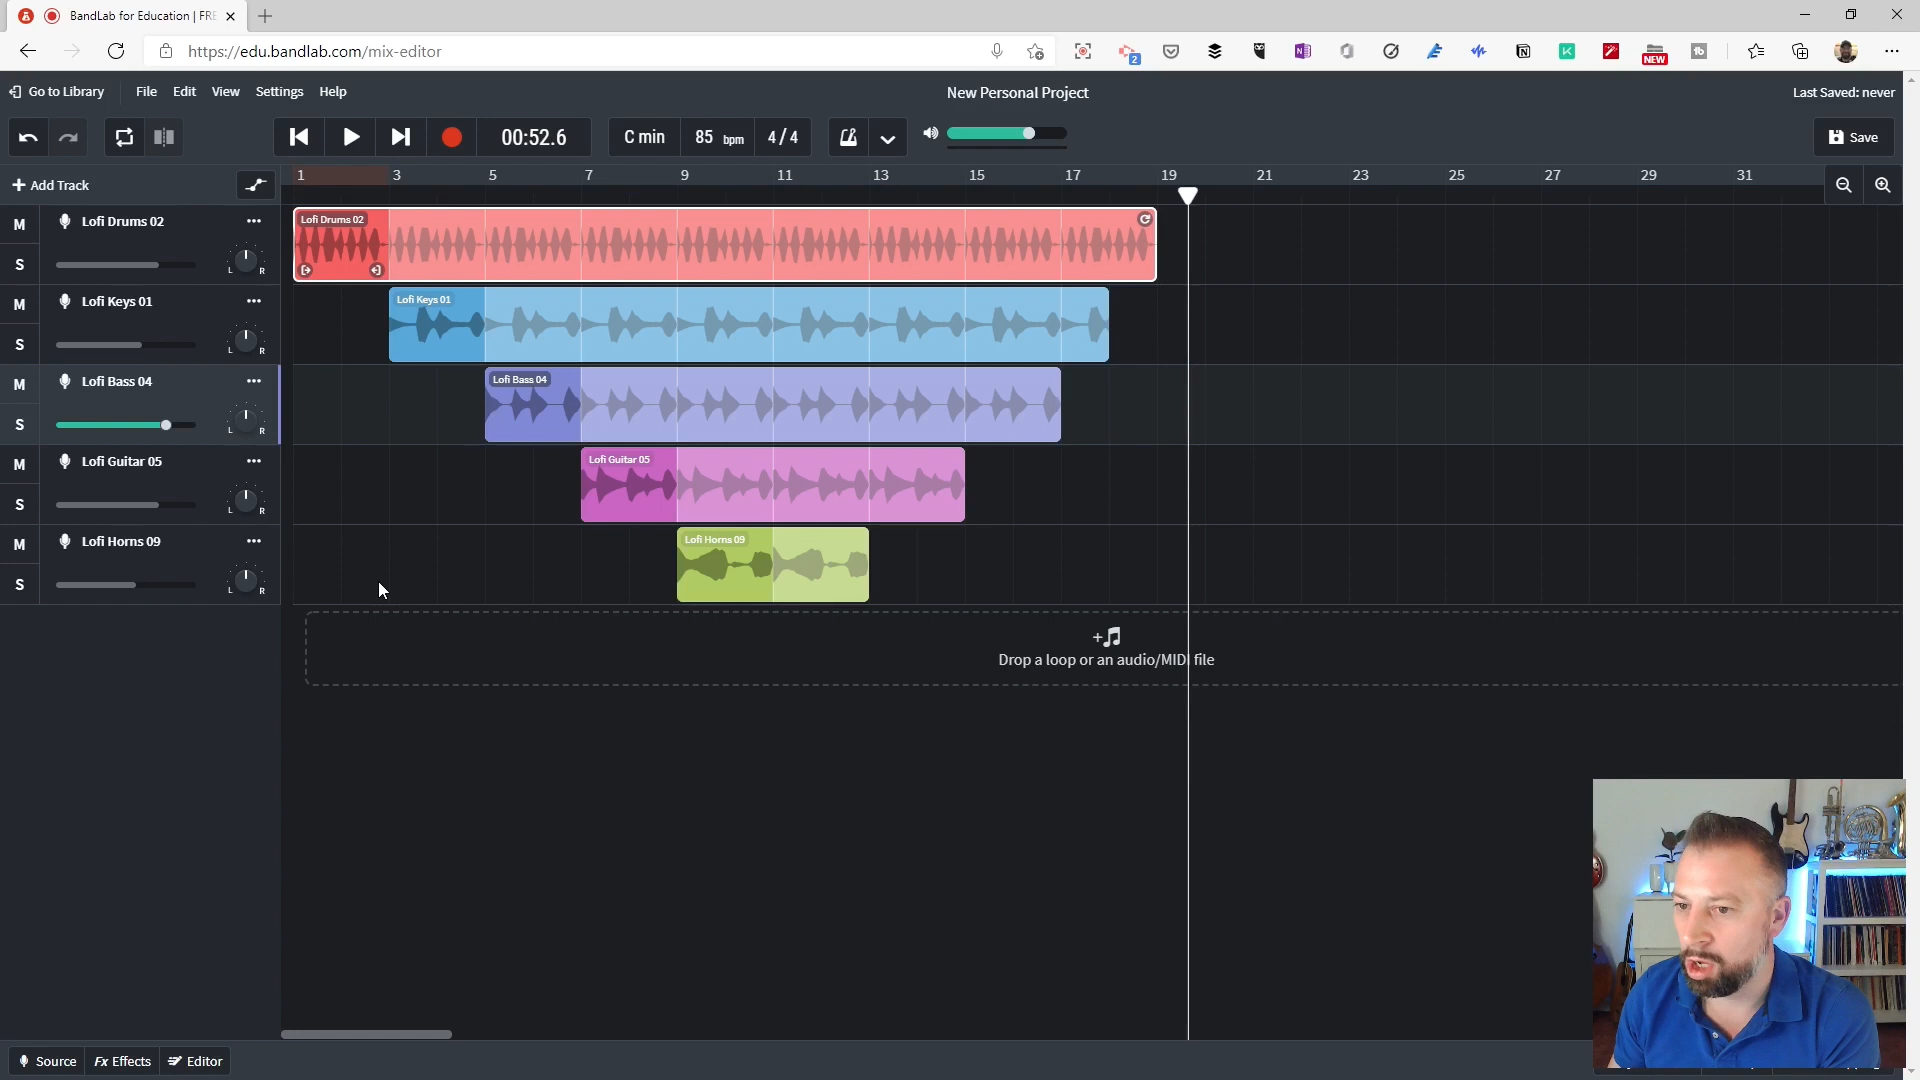 BandLab for Education | FRE
https://edu.bandlab.com/mix-editor
2
NEW
Go to Library
File
Edit
View
Settings
Help
New Personal Project
Last Saved: never
00:52.6
C min
85 bpm
4/4
Save
+ Add Track
1 3 5 7 9 11 13 15 17 19 21 23 25 27 29 31
M
Lofi Drums 02
S
L R
Lofi Drums 02
M
Lofi Keys 01
S
L R
Lofi Keys 01
M
Lofi Bass 04
S
L R
Lofi Bass 04
M
Lofi Guitar 05
S
L R
Lofi Guitar 05
M
Lofi Horns 09
S
L R
Lofi Horns 09
Drop a loop or an audio/MIDI file
Source
Fx Effects
Editor